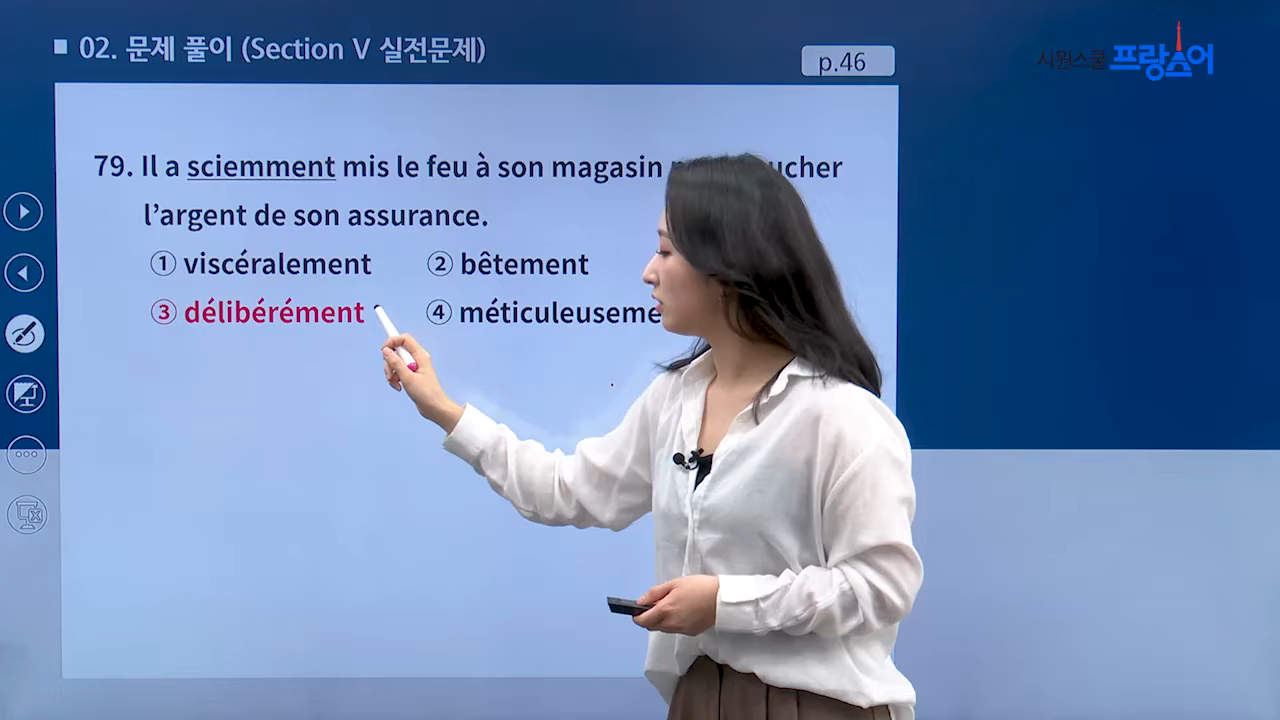 02. 문제 풀이 (Section V 실전문제)
p.46
시원스쿨 프랑스어
79. Il a sciemment mis le feu à son magasin
l’argent de son assurance.
① viscéralement ② bêtement
③ délibérément ④